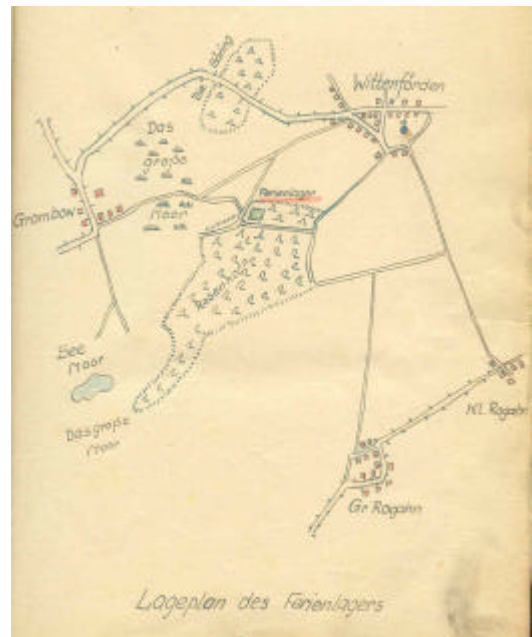 Wittenförden
Das
große
Moor
Ferienlager
Grambow
See
Moor
Das große
Moor
Kl. Rogahn
Gr. Rogahn
Lageplan des Ferienlagers